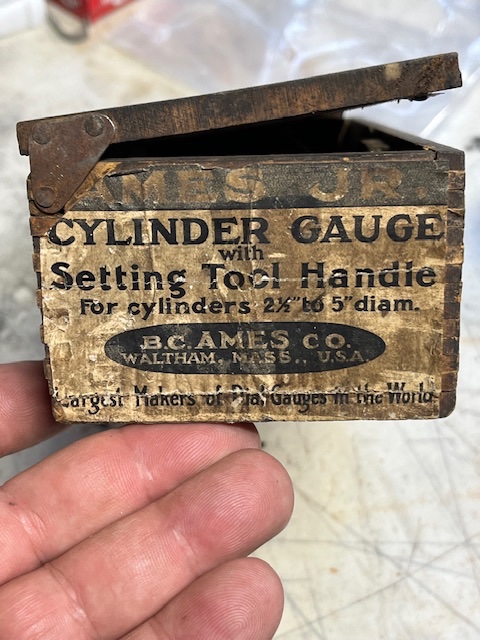 AMES JR.
CYLINDER GAUGE
with
Setting Tool Handle
For cylinders 2½" to 5" diam.
B.C. AMES CO.
WALTHAM, MASS., U.S.A.
Largest Makers of Dial Gauges in the World